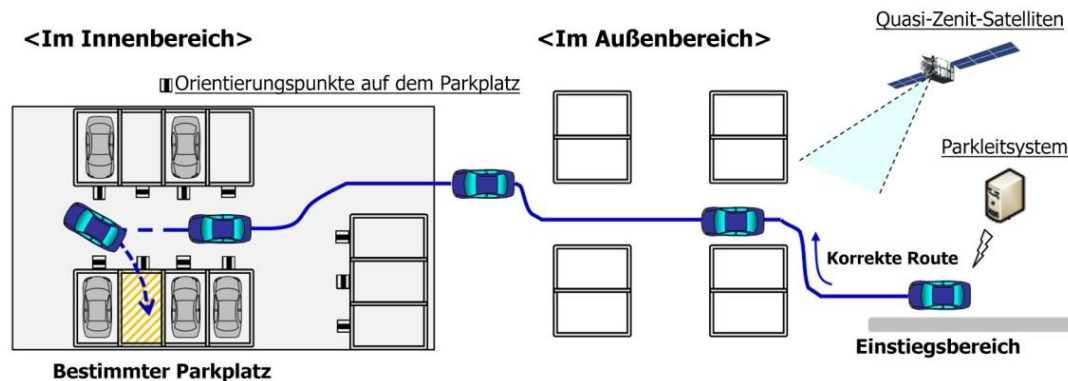 Quasi-Zenit-Satelliten
<Im Innenbereich>
<Im Außenbereich>
Orientierungspunkte auf dem Parkplatz
Parkleitsystem
Korrekte Route
Einstiegsbereich
Bestimmter Parkplatz